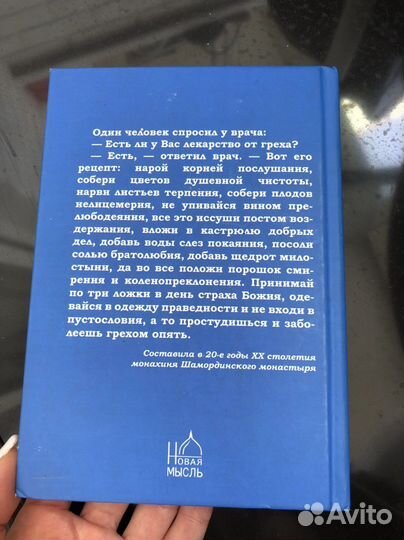 Один человек спросил у врача:
— Есть ли у Вас лекарство от греха?
— Есть, — ответил врач. — Вот его
рецепт: нарой корней послушания,
собери цветов душевной чистоты,
нарви листьев терпения, собери плодов
нелицемерия, не упивайся вином пре-
любодеяния, все это иссуши постом воз-
держания, вложи в кастрюлю добрых
дел, добавь воды слез покаяния, посоли
солью братолюбия, добавь щедрот мило-
стыни, да во все положи порошок сми-
рения и коленопреклонения. Принимай
по три ложки в день страха Божия, оде-
вайся в одежду праведности и не входи в
пустословия, а то простудишься и забо-
леешь грехом опять.
Составила в 20-е годы XX столетия
монахиня Шамординского монастыря
Новая
мысль
Avito